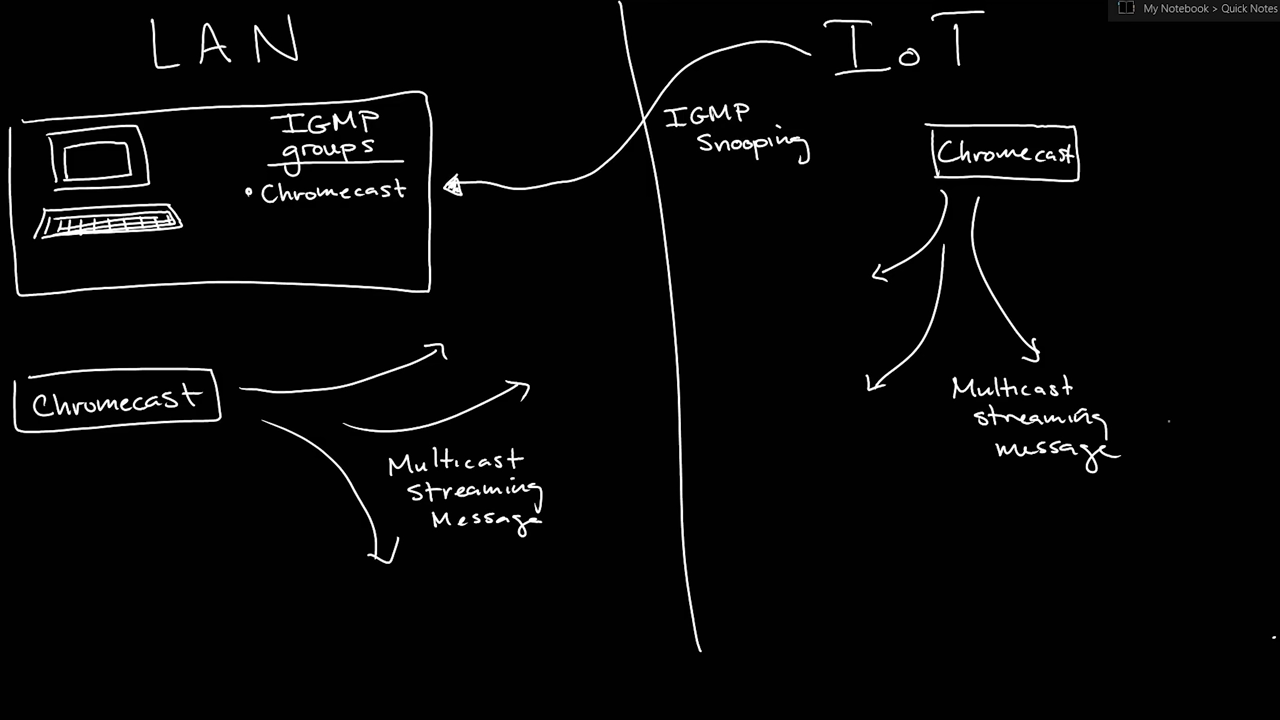 My Notebook > Quick Notes
LAN
IoT
IGMP
groups
• Chromecast
IGMP
Snooping
Chromecast
Chromecast
Multicast
streaming
Message
Multicast
streaming
message